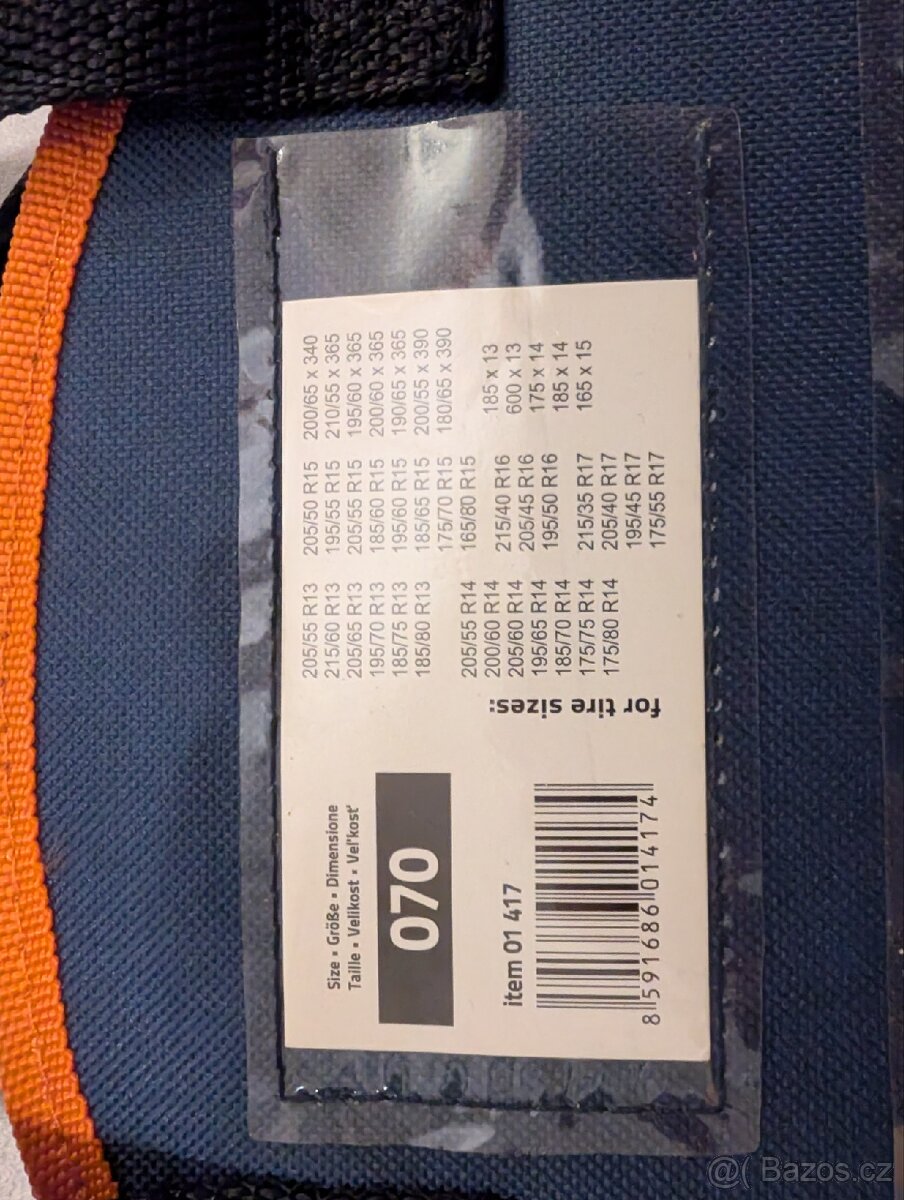 Size ▪ Größe ▪ Dimensione
Taille ▪ Velikost ▪ Vel'kosť
070
item 01 417
8 591686 014174
for tire sizes:
205/55 R13
215/60 R13
205/65 R13
195/70 R13
185/75 R13
185/80 R13
205/55 R14
200/60 R14
205/60 R14
195/65 R14
185/70 R14
175/75 R14
175/80 R14
205/50 R15
195/55 R15
205/55 R15
185/60 R15
195/60 R15
185/65 R15
175/70 R15
165/80 R15
215/40 R16
205/45 R16
195/50 R16
215/35 R17
205/40 R17
195/45 R17
175/55 R17
200/65 x 340
210/55 x 365
195/60 x 365
200/60 x 365
190/65 x 365
200/55 x 390
180/65 x 390
185 x 13
600 x 13
175 x 14
185 x 14
165 x 15
@( Bazos.cz